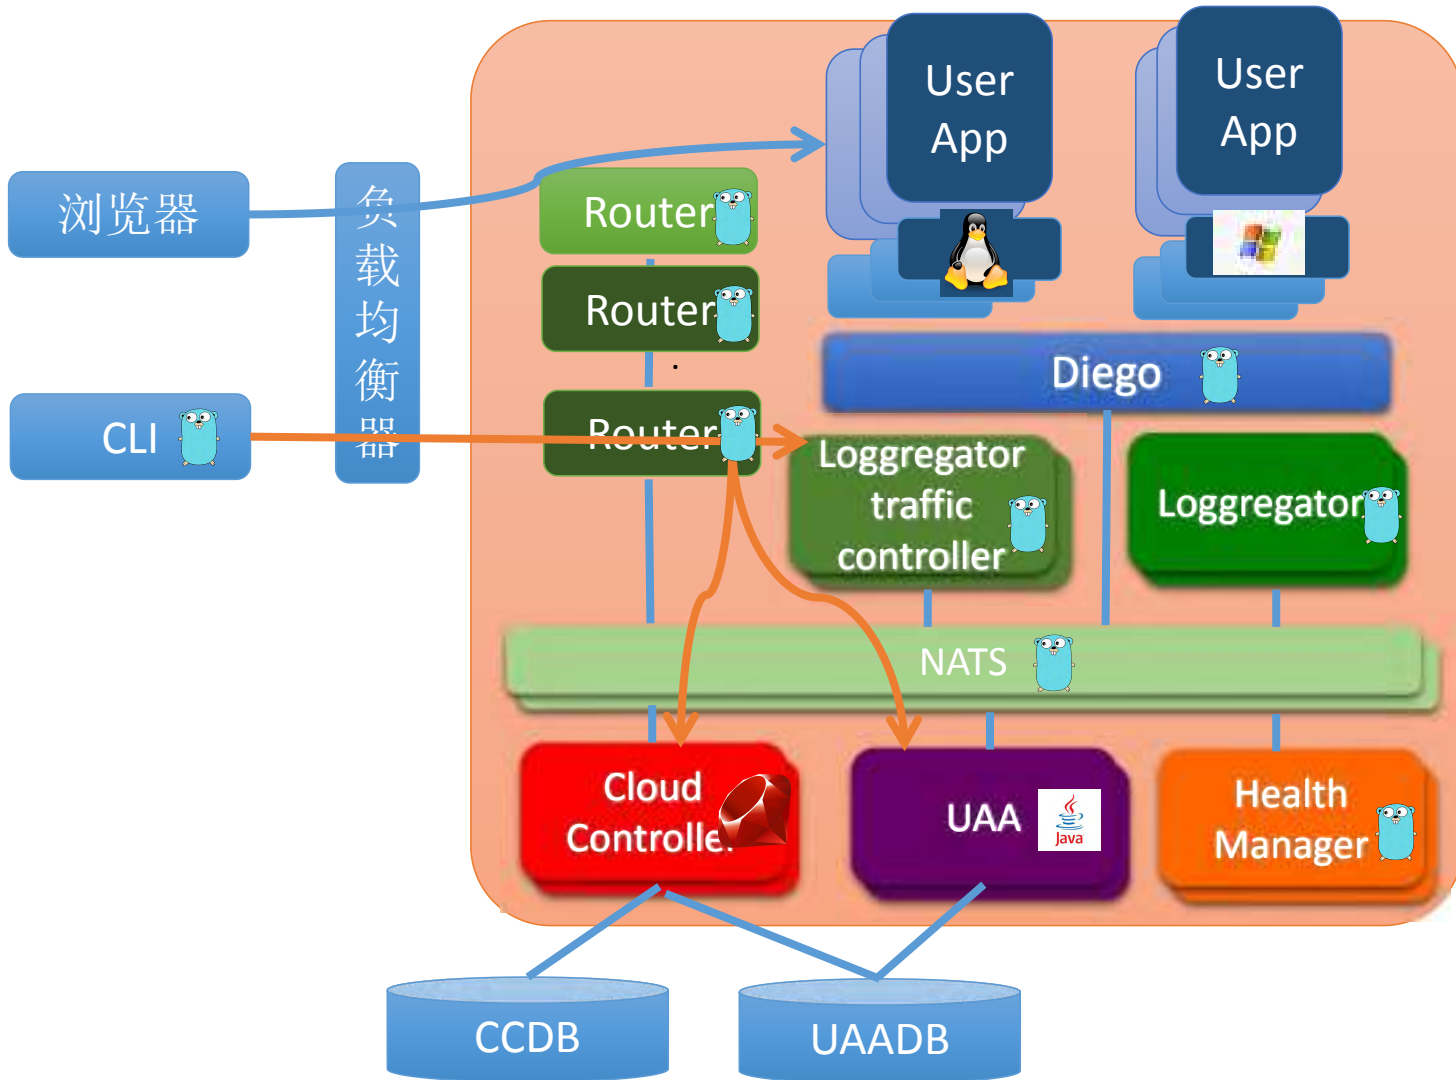 User
App
User
App
浏览器
负
载
均
衡
器
Router
Router
.
Diego
CLI
Router
Loggregator
traffic
controller
Loggregator
NATS
Cloud
Controller
UAA
Java
Health
Manager
CCDB
UAADB